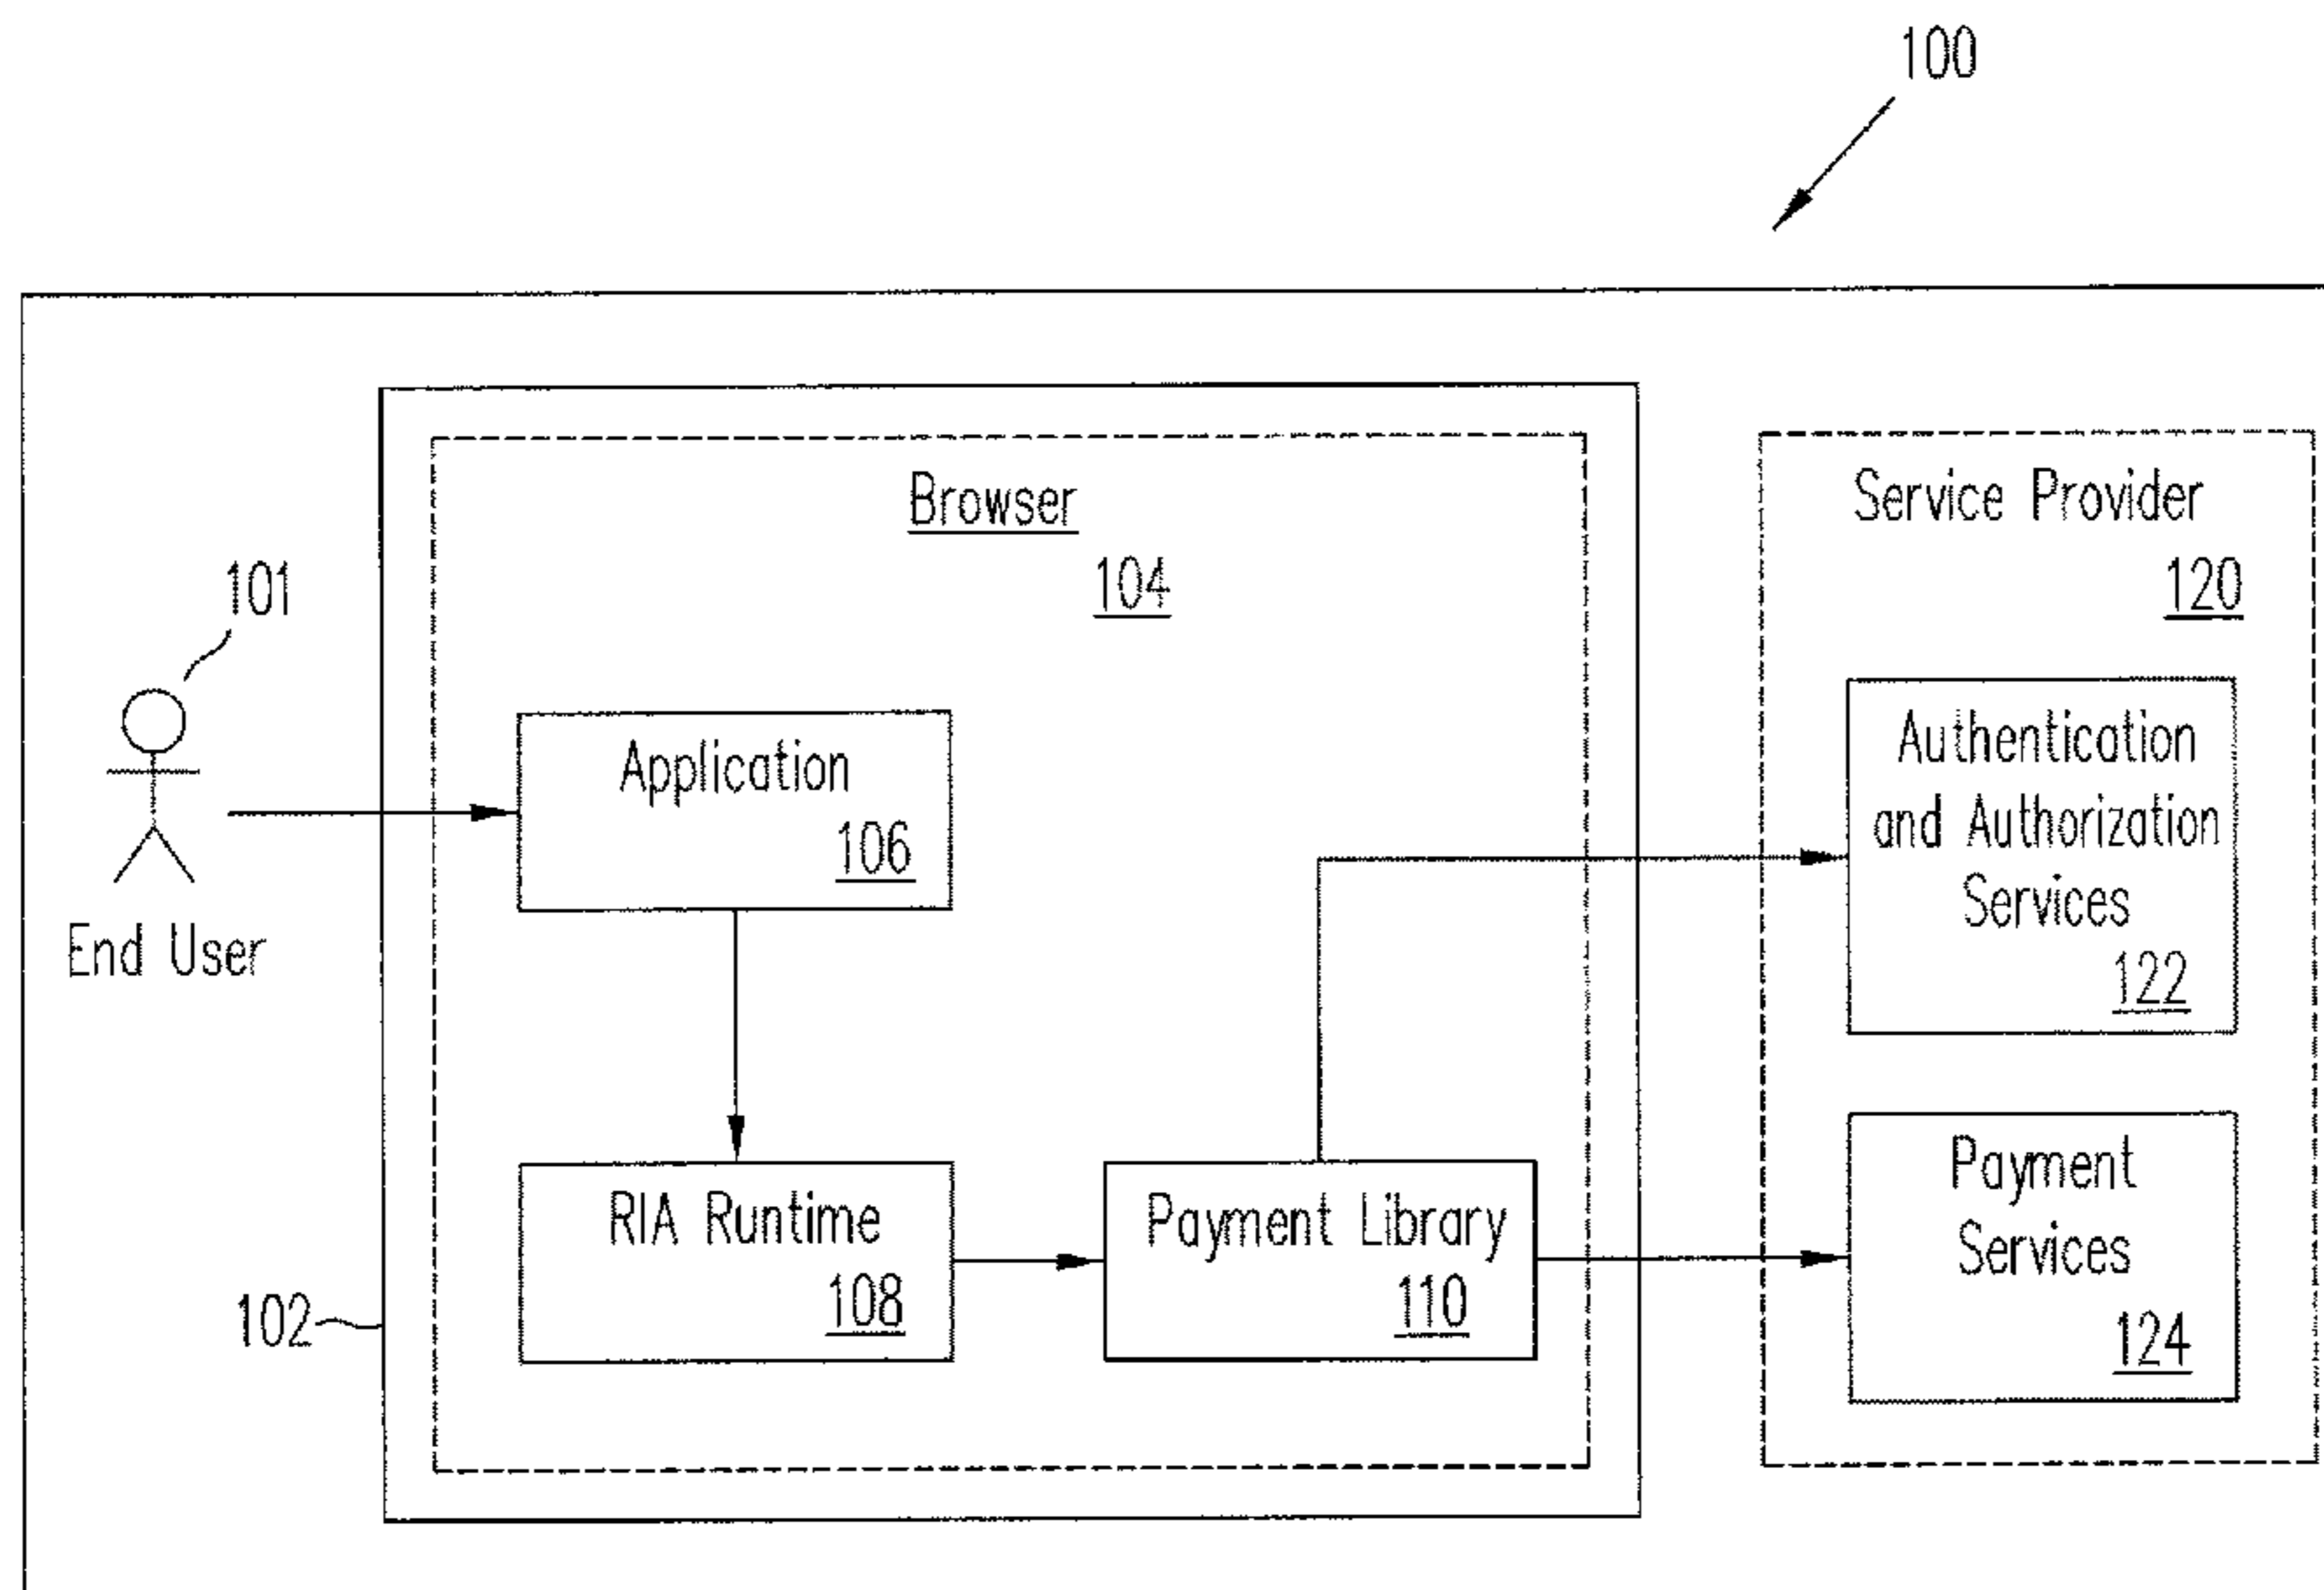 100
Browser
104
Service Provider
120
101
End User
Application
106
Authentication
and Authorization
Services
122
RIA Runtime
108
Payment Library
110
Payment
Services
124
102